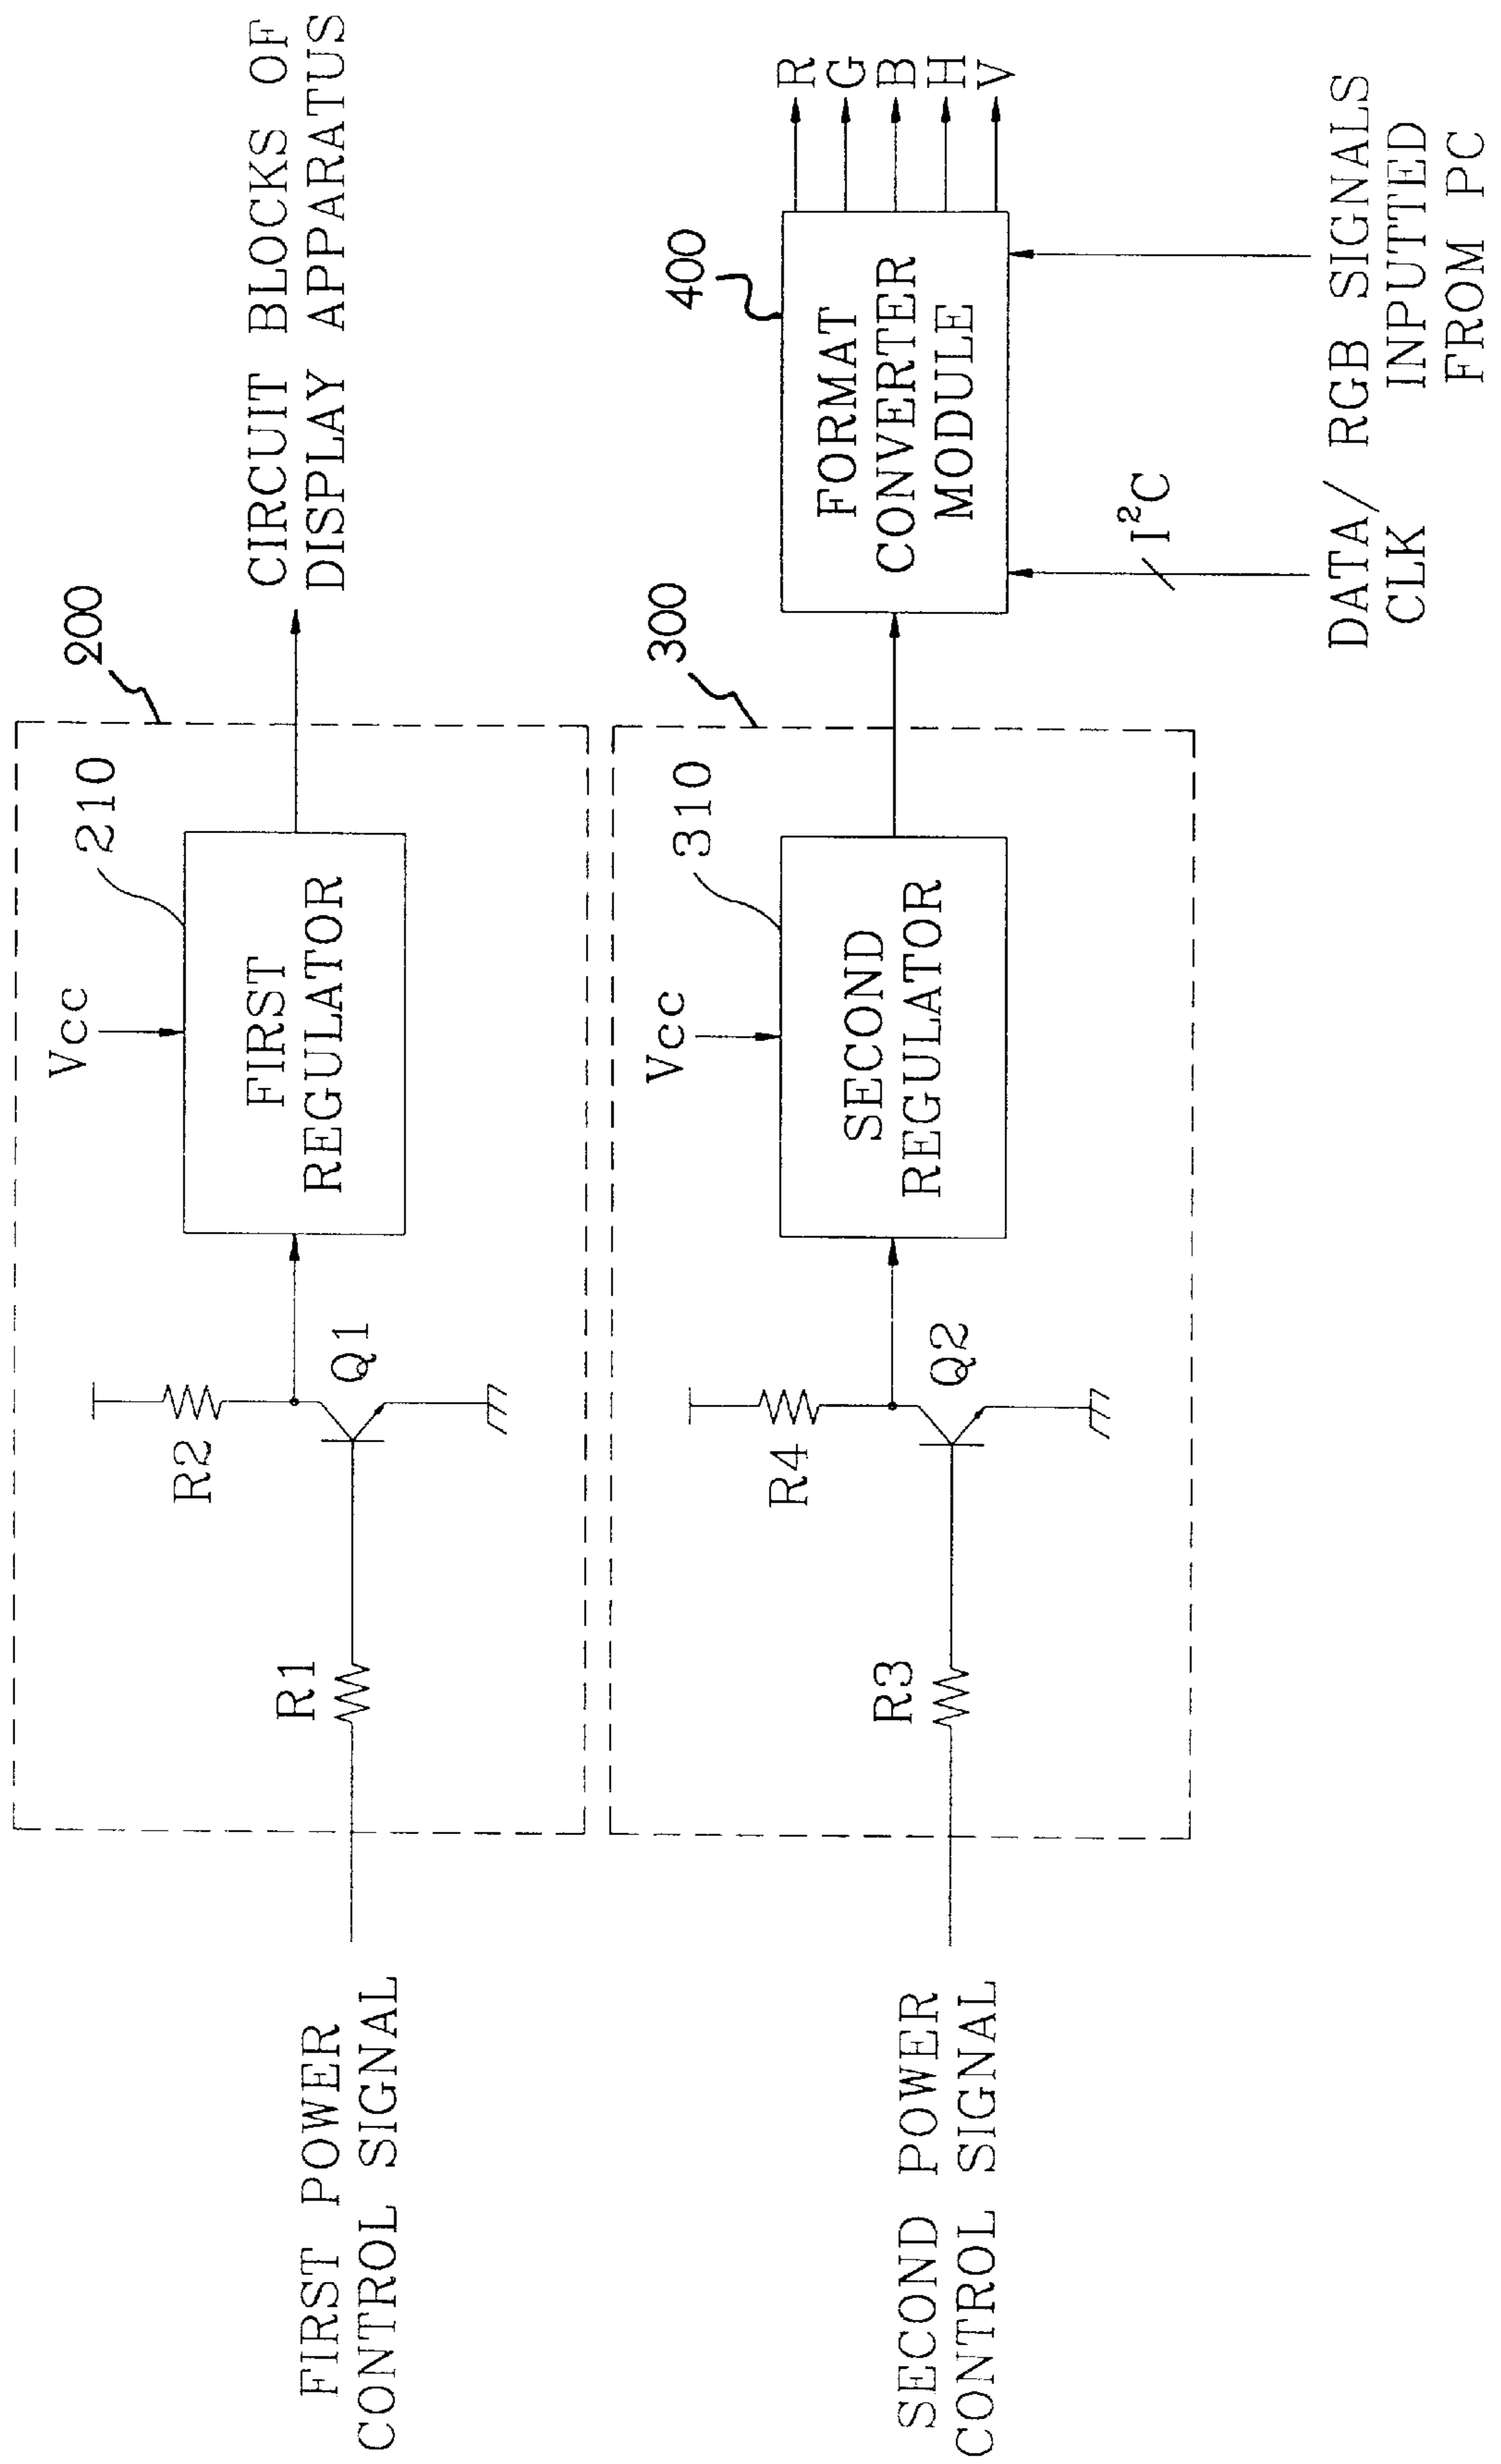 CIRCUIT BLOCKS OF
DISPLAY APPARATUS
200
210
Vcc
FIRST
REGULATOR
R2
Q1
R1
FIRST POWER
CONTROL SIGNAL
300
310
Vcc
SECOND
REGULATOR
R4
Q2
R3
SECOND POWER
CONTROL SIGNAL
400
FORMAT
CONVERTER
MODULE
R
G
B
H
V
I²C
DATA/
CLK
RGB SIGNALS
INPUTTED
FROM PC